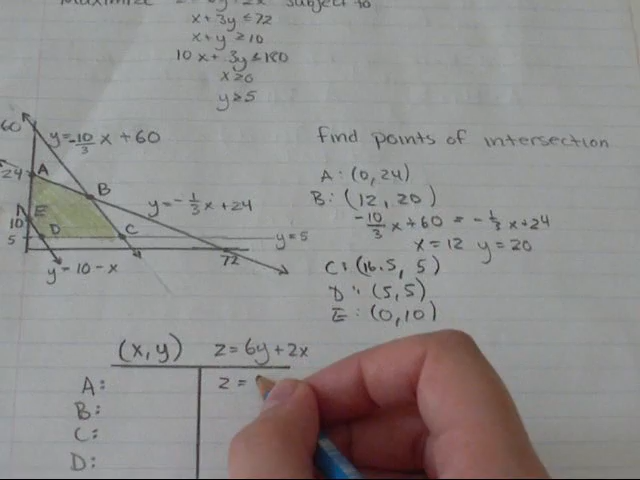 subject to
x + 3y ≤ 72
x + y ≥ 10
10x + 3y ≤ 180
x ≥ 0
y ≥ 5
60
y = -10/3 x + 60
24
A
B
y = -1/3 x + 24
E
10
D
C
5
y = 5
72
y = 10 - x
find points of intersection
A: (0, 24)
B: (12, 20)
-10/3 x + 60 = -1/3 x + 24
x = 12 y = 20
C: (16.5, 5)
D: (5, 5)
E: (0, 10)
(x, y) z = 6y + 2x
A: z =
B:
C:
D: